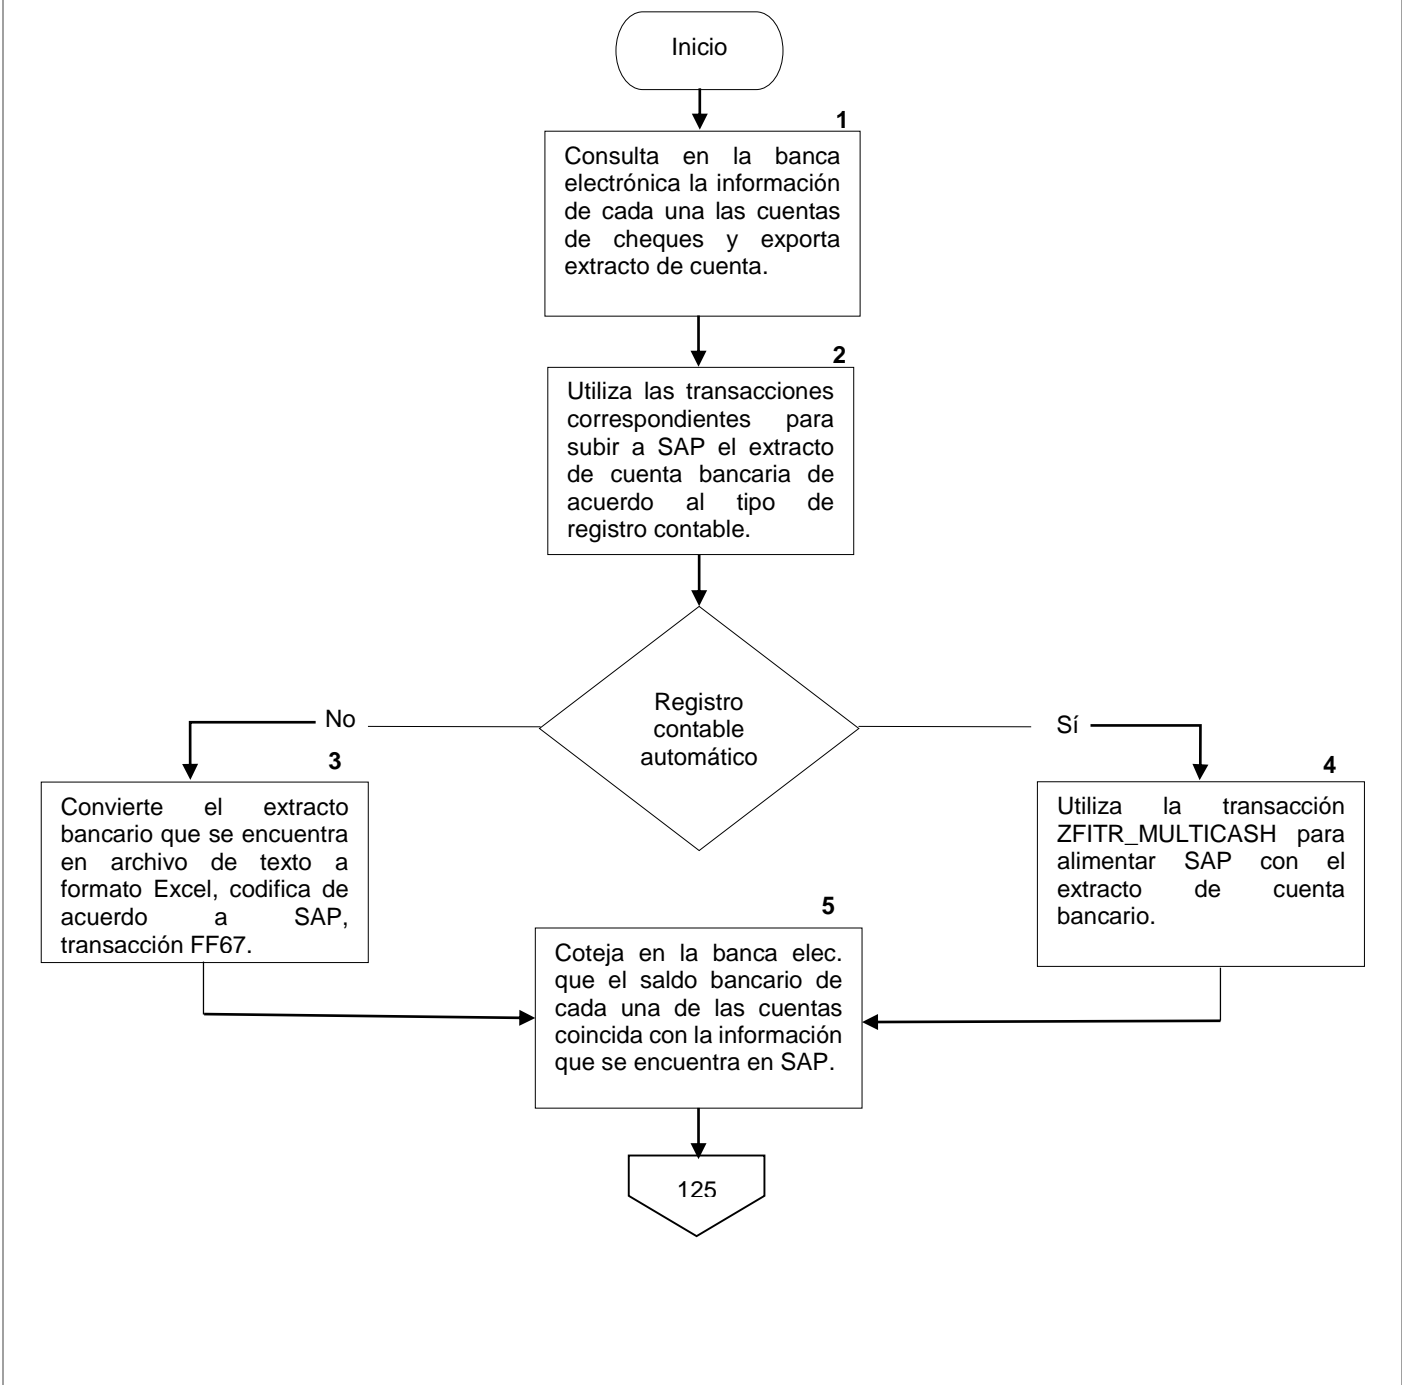 Inicio
1
Consulta en la banca
electrónica la información
de cada una las cuentas
de cheques y exporta
extracto de cuenta.
2
Utiliza las transacciones
correspondientes para
subir a SAP el extracto
de cuenta bancaria de
acuerdo al tipo de
registro contable.
Registro
contable
automático
No
Sí
3
Convierte el extracto
bancario que se encuentra
en archivo de texto a
formato Excel, codifica de
acuerdo a SAP,
transacción FF67.
4
Utiliza la transacción
ZFITR_MULTICASH para
alimentar SAP con el
extracto de cuenta
bancario.
5
Coteja en la banca elec.
que el saldo bancario de
cada una de las cuentas
coincida con la información
que se encuentra en SAP.
125